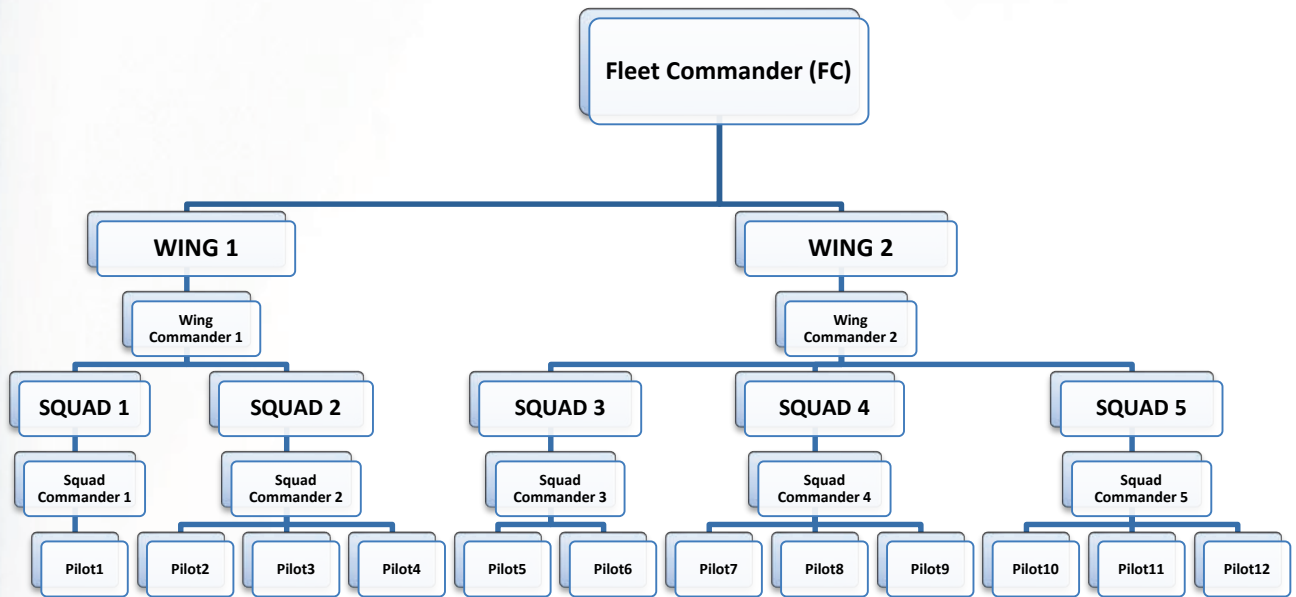 Fleet Commander (FC)
WING 1
WING 2
Wing
Commander 1
Wing
Commander 2
SQUAD 1
SQUAD 2
SQUAD 3
SQUAD 4
SQUAD 5
Squad
Commander 1
Squad
Commander 2
Squad
Commander 3
Squad
Commander 4
Squad
Commander 5
Pilot1
Pilot2
Pilot3
Pilot4
Pilot5
Pilot6
Pilot7
Pilot8
Pilot9
Pilot10
Pilot11
Pilot12